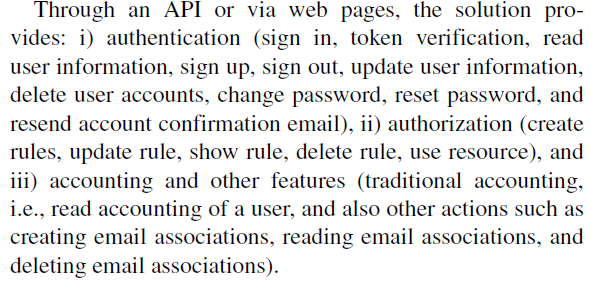 Through an API or via web pages, the solution pro-
vides: i) authentication (sign in, token verification, read
user information, sign up, sign out, update user information,
delete user accounts, change password, reset password, and
resend account confirmation email), ii) authorization (create
rules, update rule, show rule, delete rule, use resource), and
iii) accounting and other features (traditional accounting,
i.e., read accounting of a user, and also other actions such as
creating email associations, reading email associations, and
deleting email associations).